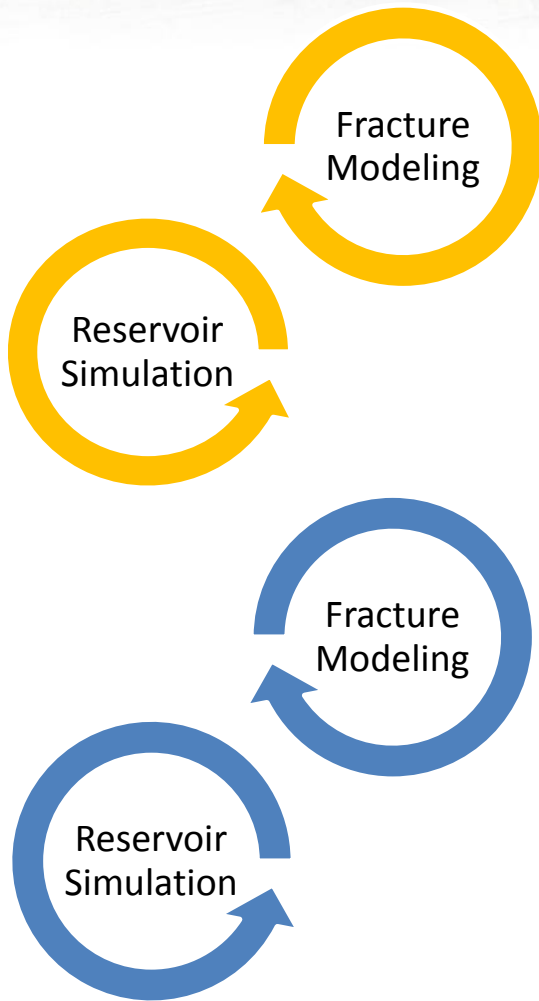 Fracture
Modeling
Reservoir
Simulation
Fracture
Modeling
Reservoir
Simulation